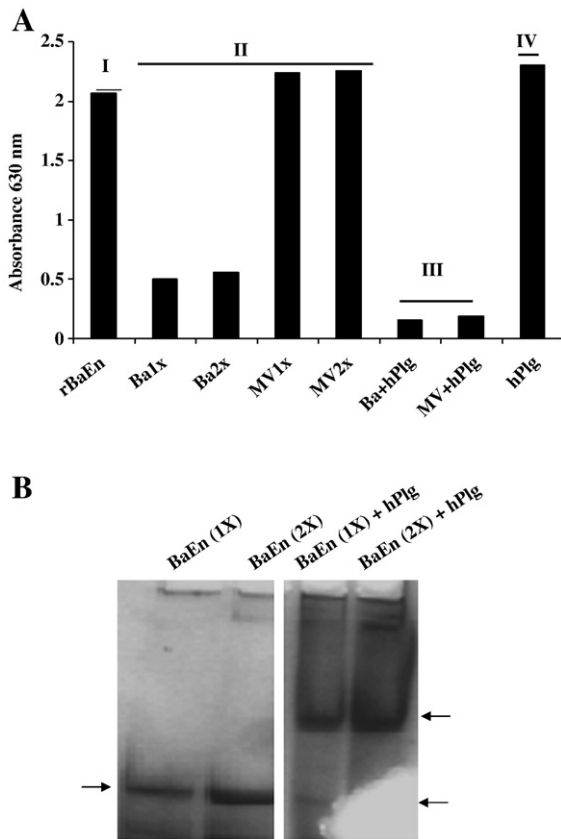 A
I
II
III
IV
Absorbance 630 nm
2.5
2
1.5
1
0.5
0
rBaEn
Ba1x
Ba2x
MV1x
MV2x
Ba+hPlg
MV+hPlg
hPlg
B
BaEn (1X)
BaEn (2X)
BaEn (1X) + hPlg
BaEn (2X) + hPlg